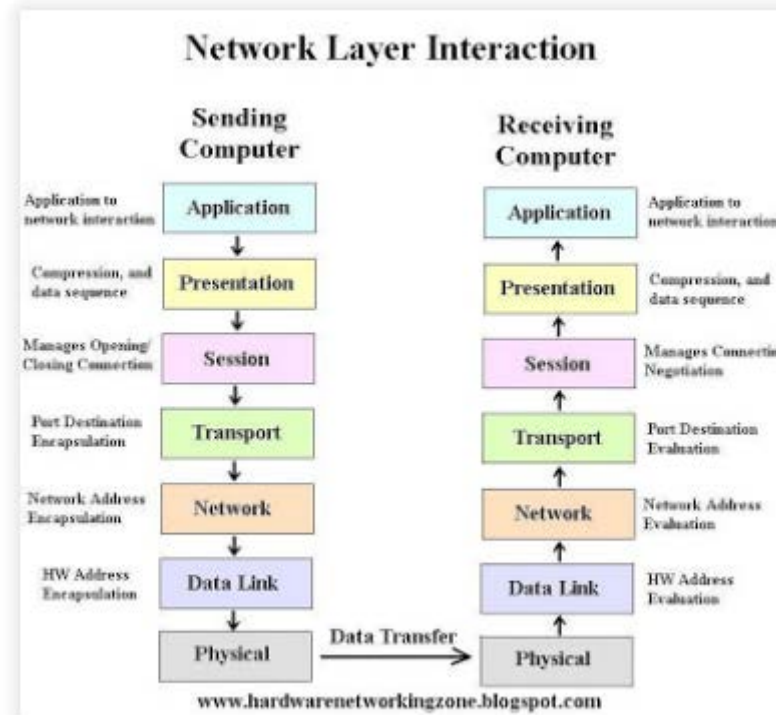 Network Layer Interaction
Sending
Computer
Receiving
Computer
Application to
network interaction
Application
Application
Application to
network interaction
Compression, and
data sequence
Presentation
Presentation
Compression, and
data sequence
Manages Opening/
Closing Connection
Session
Session
Manages Connectio
Negotiation
Port Destination
Encapsulation
Transport
Transport
Port Destination
Evaluation
Network Address
Encapsulation
Network
Network
Network Address
Evaluation
HW Address
Encapsulation
Data Link
Data Link
HW Address
Evaluation
Physical
Data Transfer
Physical
www.hardwarenetworkingzone.blogspot.com